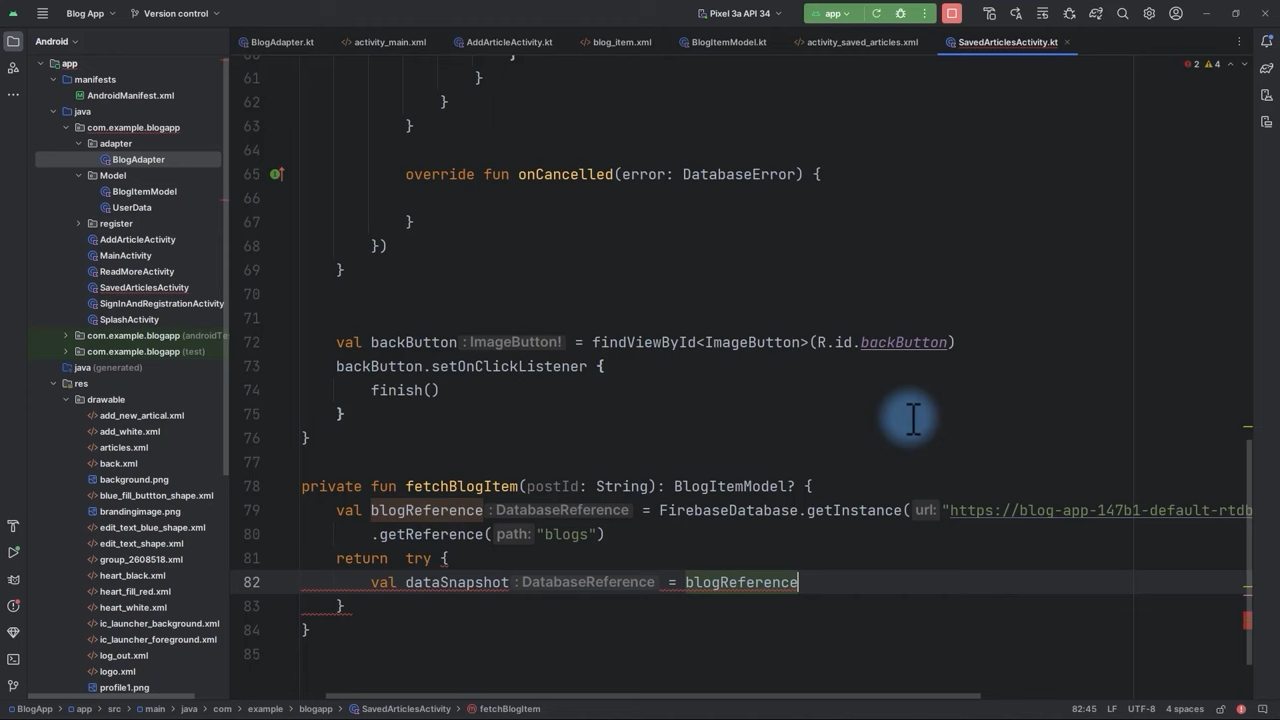 Blog App
Version control
Pixel 3a API 34
app
Android
BlogAdapter.kt
activity_main.xml
AddArticleActivity.kt
blog_item.xml
BlogItemModel.kt
activity_saved_articles.xml
SavedArticlesActivity.kt
app
manifests
AndroidManifest.xml
java
com.example.blogapp
adapter
BlogAdapter
Model
BlogItemModel
UserData
register
AddArticleActivity
MainActivity
ReadMoreActivity
SavedArticlesActivity
SignInAndRegistrationActivity
SplashActivity
com.example.blogapp (androidT
com.example.blogapp (test)
java (generated)
res
drawable
add_new_artical.xml
add_white.xml
articles.xml
back.xml
background.png
blue_fill_buttton_shape.xml
brandingimage.png
edit_text_blue_shape.xml
edit_text_shape.xml
group_2608518.xml
heart_black.xml
heart_fill_red.xml
heart_white.xml
ic_launcher_background.xml
ic_launcher_foreground.xml
log_out.xml
logo.xml
profile1.png
2 4
61 }
62 }
63 }
65 override fun onCancelled(error: DatabaseError) {
66
67 }
68 })
69 }
70
71
72 val backButton : ImageButton! = findViewById<ImageButton>(R.id.backButton)
73 backButton.setOnClickListener {
74 finish()
75 }
76 }
77
78 private fun fetchBlogItem(postId: String): BlogItemModel? {
79 val blogReference : DatabaseReference = FirebaseDatabase.getInstance( url: "https://blog-app-147b1-default-rtdb
80 .getReference( path: "blogs")
81 return try {
82 val dataSnapshot : DatabaseReference = blogReference
83 }
84 }
85
BlogApp > app > src > main > java > com > example > blogapp > SavedArticlesActivity > fetchBlogItem
82:45 LF UTF-8 4 spaces